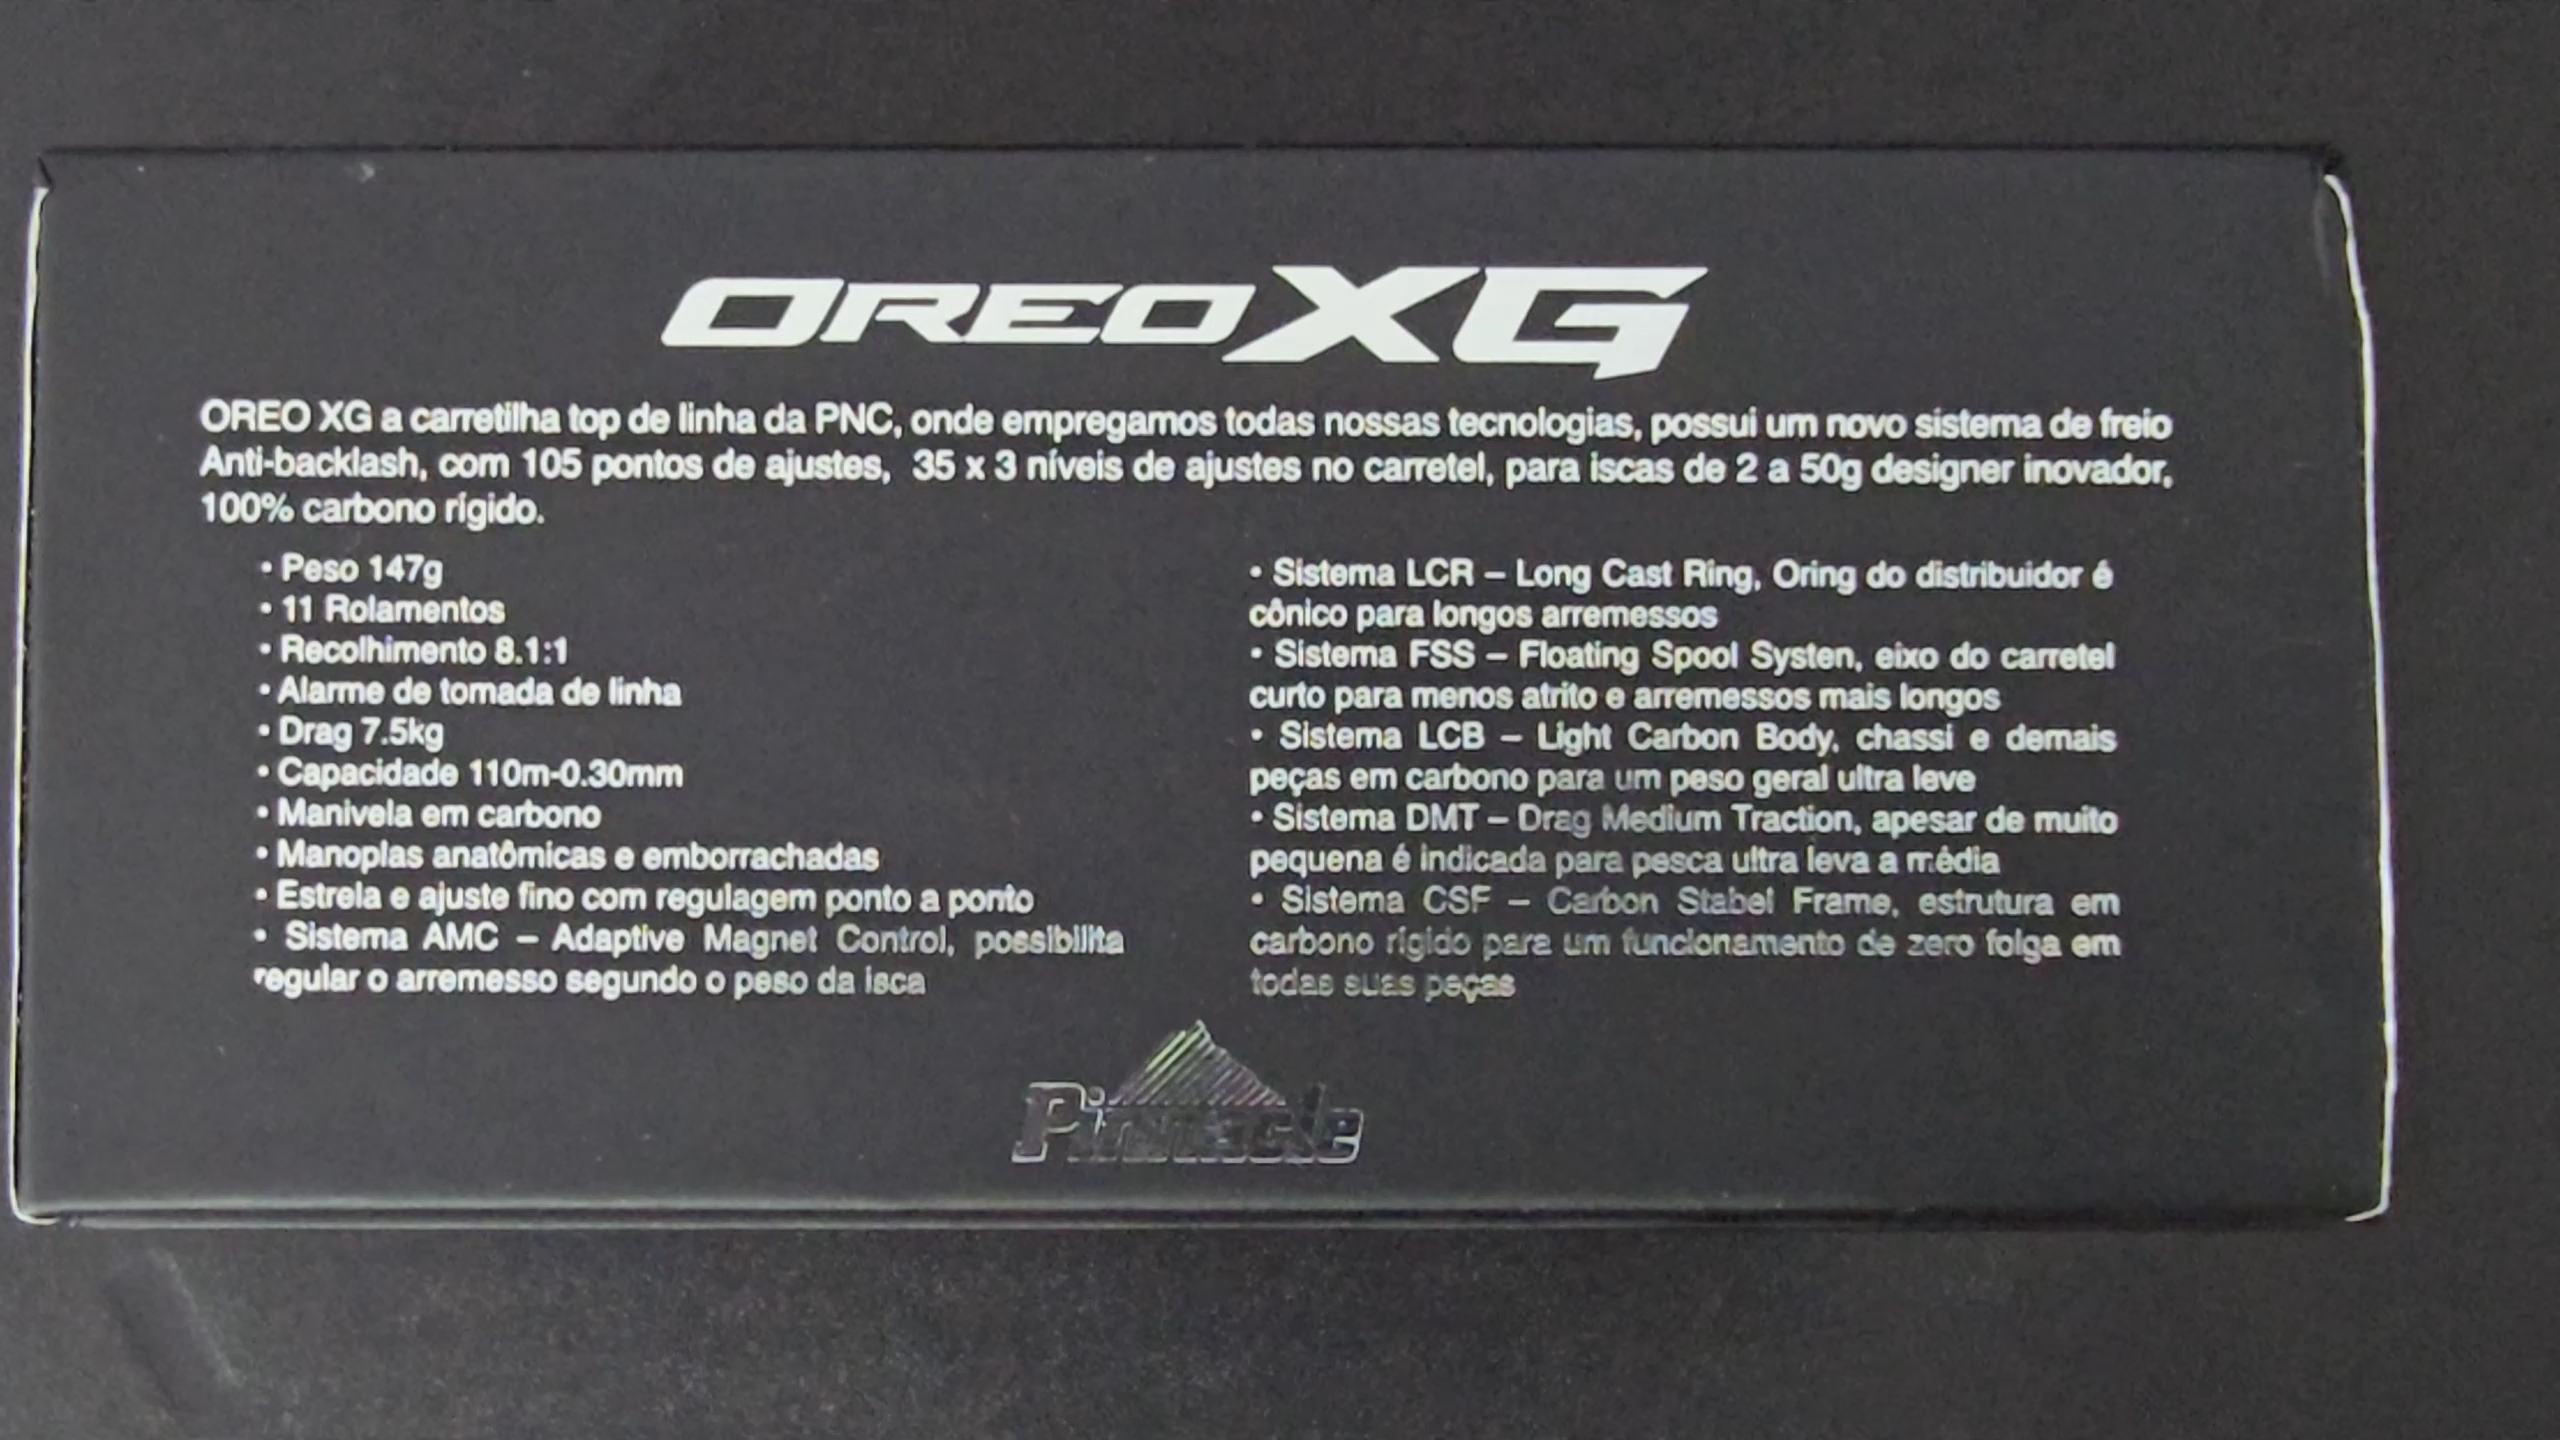 OREO XG
OREO XG a carretilha top de linha da PNC, onde empregamos todas nossas tecnologias, possui um novo sistema de freio
Anti-backlash, com 105 pontos de ajustes, 35 x 3 níveis de ajustes no carretel, para iscas de 2 a 50g designer inovador,
100% carbono rígido.
• Peso 147g
• 11 Rolamentos
• Recolhimento 8.1:1
• Alarme de tomada de linha
• Drag 7.5kg
• Capacidade 110m-0.30mm
• Manivela em carbono
• Manoplas anatômicas e emborrachadas
• Estrela e ajuste fino com regulagem ponto a ponto
• Sistema AMC – Adaptive Magnet Control, possibilita
regular o arremesso segundo o peso da isca
• Sistema LCR – Long Cast Ring, Oring do distribuidor é
cônico para longos arremessos
• Sistema FSS – Floating Spool Systen, eixo do carretel
curto para menos atrito e arremessos mais longos
• Sistema LCB – Light Carbon Body, chassi e demais
peças em carbono para um peso geral ultra leve
• Sistema DMT – Drag Medium Traction, apesar de muito
pequena é indicada para pesca ultra leva a média
• Sistema CSF – Carbon Stabel Frame, estrutura em
carbono rígido para um funcionamento de zero folga em
todas suas peças
Pinnacle